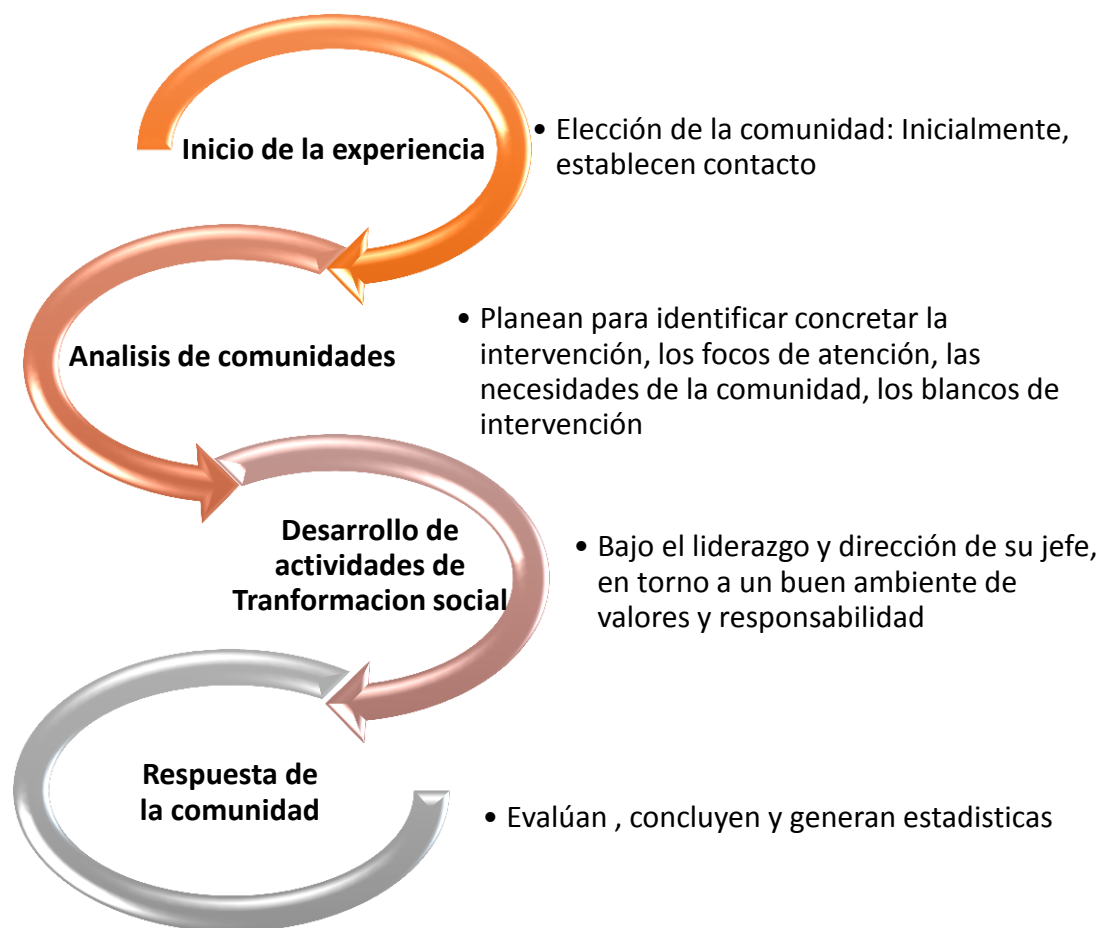 Inicio de la experiencia
• Elección de la comunidad: Inicialmente,
establecen contacto
Analisis de comunidades
• Planean para identificar concretar la
intervención, los focos de atención, las
necesidades de la comunidad, los blancos de
intervención
Desarrollo de
actividades de
Tranformacion social
• Bajo el liderazgo y dirección de su jefe,
en torno a un buen ambiente de
valores y responsabilidad
Respuesta de
la comunidad
• Evalúan , concluyen y generan estadisticas